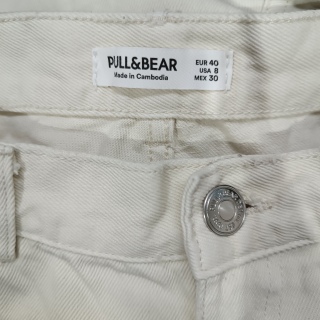 PULL&BEAR
Made in Cambodia
EUR 40
USA 8
MEX 30